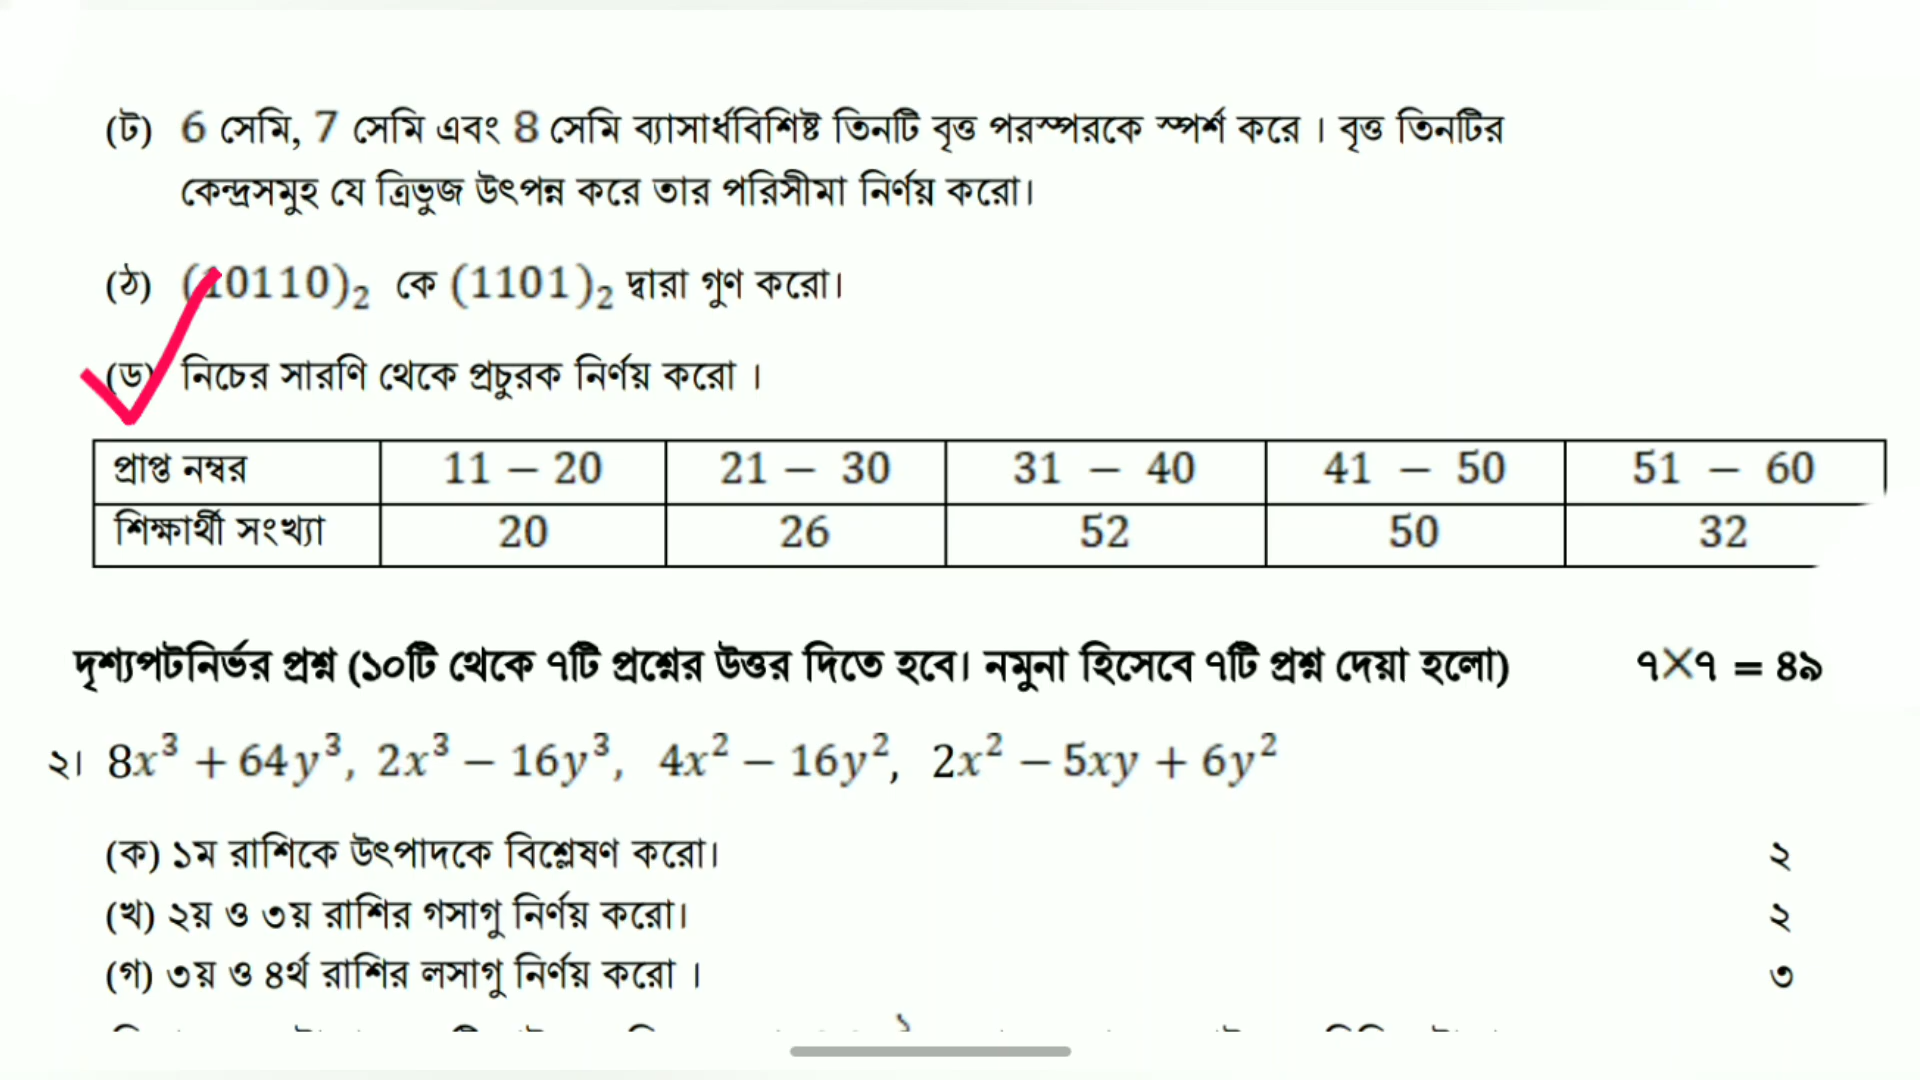 (ট) 6 সেমি, 7 সেমি এবং 8 সেমি ব্যাসার্ধবিশিষ্ট তিনটি বৃত্ত পরস্পরকে স্পর্শ করে। বৃত্ত তিনটির
কেন্দ্রসমুহ যে ত্রিভুজ উৎপন্ন করে তার পরিসীমা নির্ণয় করো।
(ঠ) (10110)₂ কে (1101)₂ দ্বারা গুণ করো।
(ড) নিচের সারণি থেকে প্রচুরক নির্ণয় করো।
প্রাপ্ত নম্বর 11 – 20 21 – 30 31 – 40 41 – 50 51 – 60
শিক্ষার্থী সংখ্যা 20 26 52 50 32
দৃশ্যপটনির্ভর প্রশ্ন (১০টি থেকে ৭টি প্রশ্নের উত্তর দিতে হবে। নমুনা হিসেবে ৭টি প্রশ্ন দেয়া হলো) ৭×৭ = ৪৯
২। 8x³ + 64y³, 2x³ – 16y³, 4x² – 16y², 2x² – 5xy + 6y²
(ক) ১ম রাশিকে উৎপাদকে বিশ্লেষণ করো। ২
(খ) ২য় ও ৩য় রাশির গসাগু নির্ণয় করো। ২
(গ) ৩য় ও ৪র্থ রাশির লসাগু নির্ণয় করো। ৩